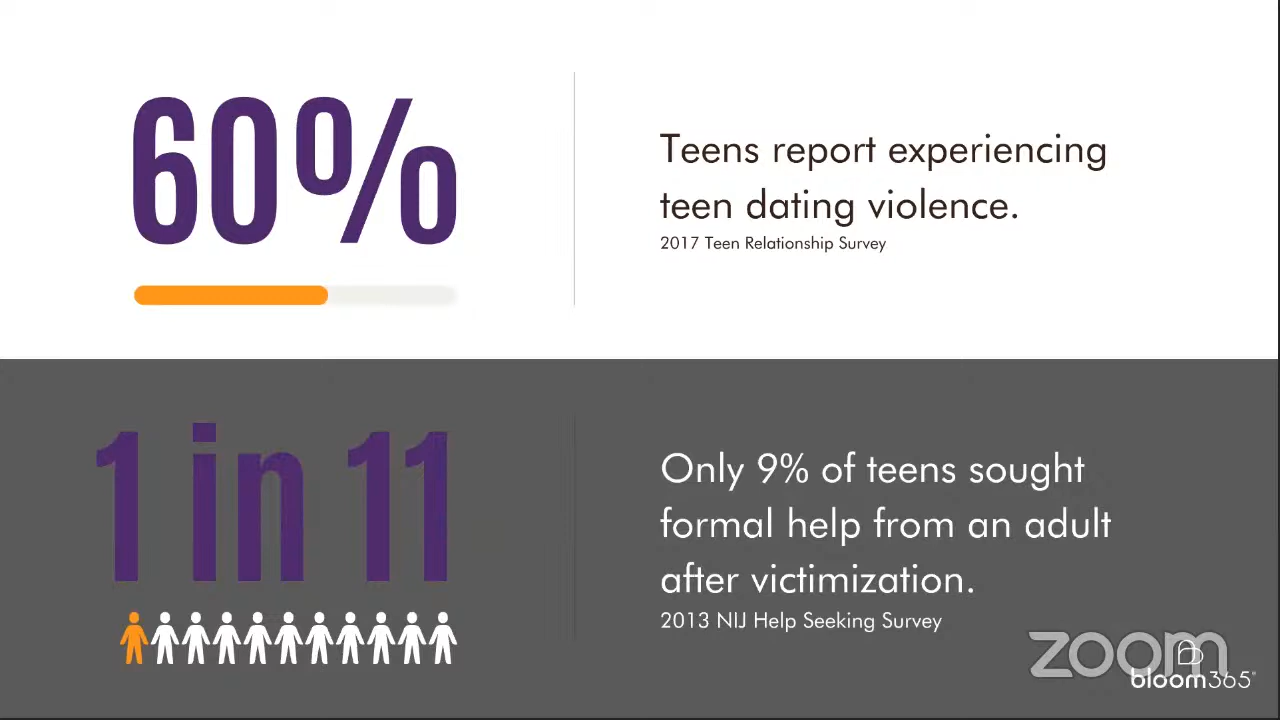 60%
Teens report experiencing
teen dating violence.
2017 Teen Relationship Survey
1 in 11
Only 9% of teens sought
formal help from an adult
after victimization.
2013 NIJ Help Seeking Survey
zoom
bloom365